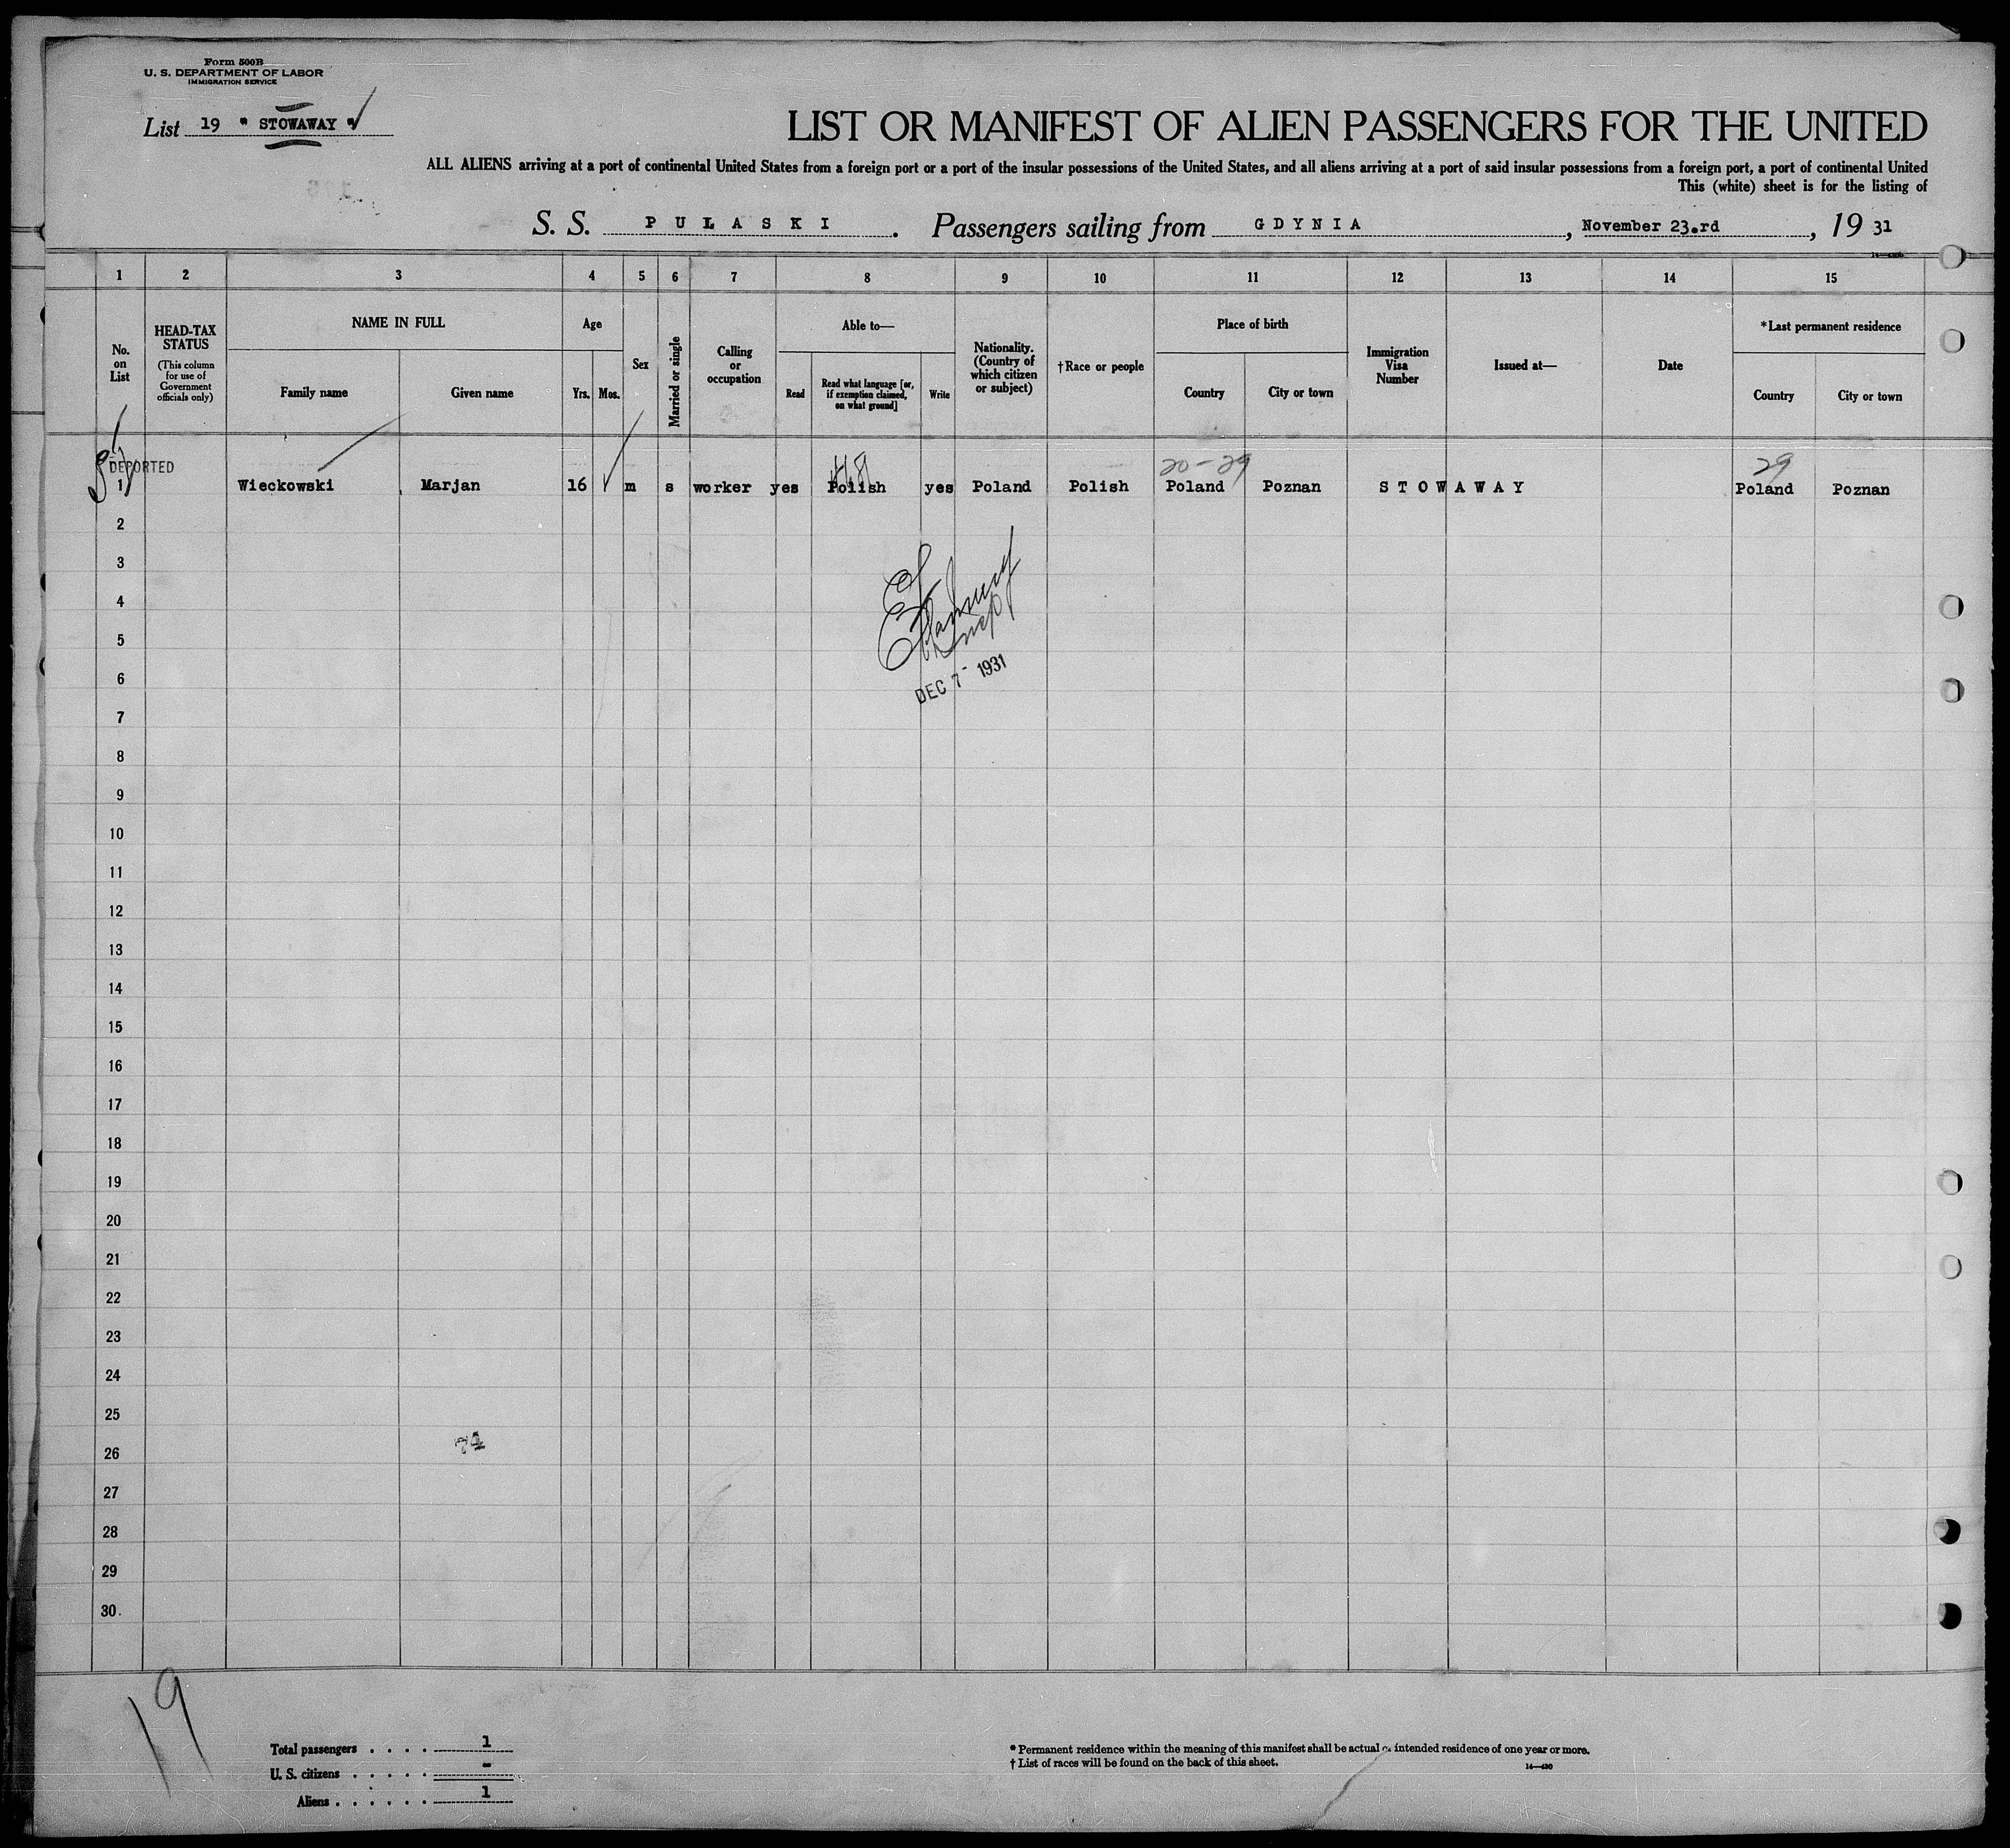 Form 500B
U. S. DEPARTMENT OF LABOR
IMMIGRATION SERVICE
List 19 " STOWAWAY "
LIST OR MANIFEST OF ALIEN PASSENGERS FOR THE UNITED
ALL ALIENS arriving at a port of continental United States from a foreign port or a port of the insular possessions of the United States, and all aliens arriving at a port of said insular possessions from a foreign port, a port of continental United
This (white) sheet is for the listing of
S. S. PULASKI. Passengers sailing from GDYNIA, November 23.rd, 19 31
1 2 3 4 5 6 7 8 9 10 11 12 13 14 15
No. on List
HEAD-TAX STATUS
(This column for use of Government officials only)
NAME IN FULL
Family name
Given name
Age
Yrs.
Mos.
Sex
Married or single
Calling or occupation
Able to—
Read
Read what language [or, if exemption claimed, on what ground]
Write
Nationality. (Country of which citizen or subject)
†Race or people
Place of birth
Country
City or town
Immigration Visa Number
Issued at—
Date
*Last permanent residence
Country
City or town
DEPORTED
20-29
29
1 Wieckowski Marjan 16 m s worker yes Polish yes Poland Polish Poland Poznan STOWAWAY Poland Poznan
2
3
4
5
6
DEC 7 - 1931
7
8
9
10
11
12
13
14
15
16
17
18
19
20
21
22
23
24
25
26
74
27
28
29
30.
19
Total passengers . . . . 1
U. S. citizens . . . . . -
Aliens . . . . . . 1
* Permanent residence within the meaning of this manifest shall be actual or intended residence of one year or more.
† List of races will be found on the back of this sheet.
14—430